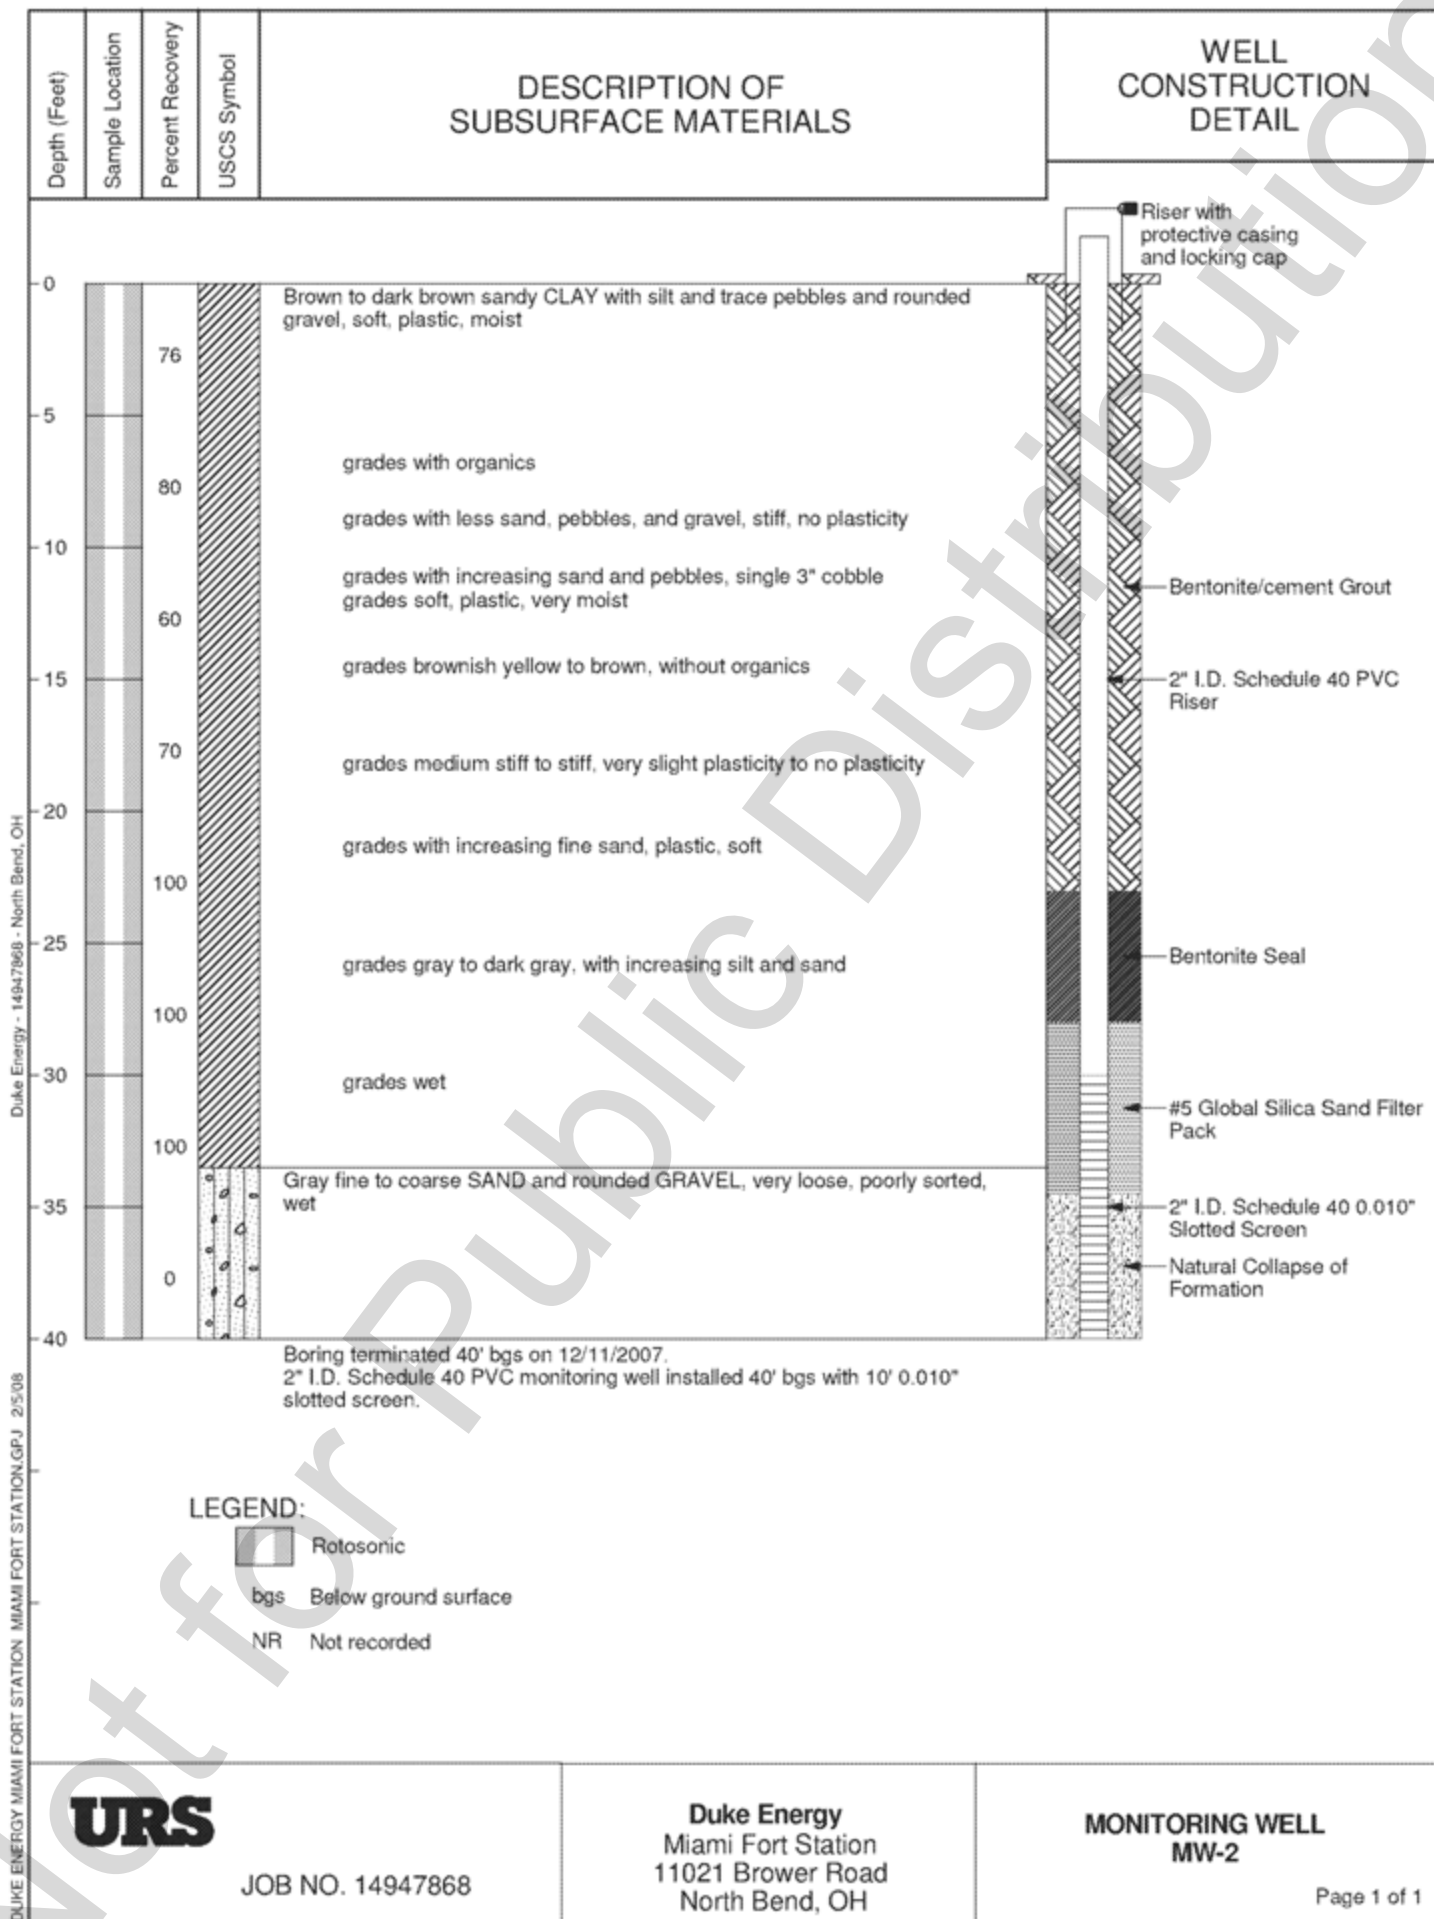 Depth (Feet)
Sample Location
Percent Recovery
USCS Symbol
DESCRIPTION OF
SUBSURFACE MATERIALS
WELL
CONSTRUCTION
DETAIL
Riser with
protective casing
and locking cap
0
Brown to dark brown sandy CLAY with silt and trace pebbles and rounded
gravel, soft, plastic, moist
76
5
grades with organics
80
grades with less sand, pebbles, and gravel, stiff, no plasticity
10
grades with increasing sand and pebbles, single 3" cobble
grades soft, plastic, very moist
Bentonite/cement Grout
60
grades brownish yellow to brown, without organics
15
2" I.D. Schedule 40 PVC
Riser
70
grades medium stiff to stiff, very slight plasticity to no plasticity
20
grades with increasing fine sand, plastic, soft
100
25
grades gray to dark gray, with increasing silt and sand
Bentonite Seal
100
30
grades wet
#5 Global Silica Sand Filter
Pack
100
Gray fine to coarse SAND and rounded GRAVEL, very loose, poorly sorted,
wet
35
2" I.D. Schedule 40 0.010"
Slotted Screen
0
Natural Collapse of
Formation
40
Boring terminated 40' bgs on 12/11/2007.
2" I.D. Schedule 40 PVC monitoring well installed 40' bgs with 10' 0.010"
slotted screen.
LEGEND:
Rotosonic
bgs Below ground surface
NR Not recorded
DUKE ENERGY MIAMI FORT STATION MIAMI FORT STATION.GPJ 2/5/08
Duke Energy - 14947868 - North Bend, OH
URS
JOB NO. 14947868
Duke Energy
Miami Fort Station
11021 Brower Road
North Bend, OH
MONITORING WELL
MW-2
Page 1 of 1
Not for Public Distribution